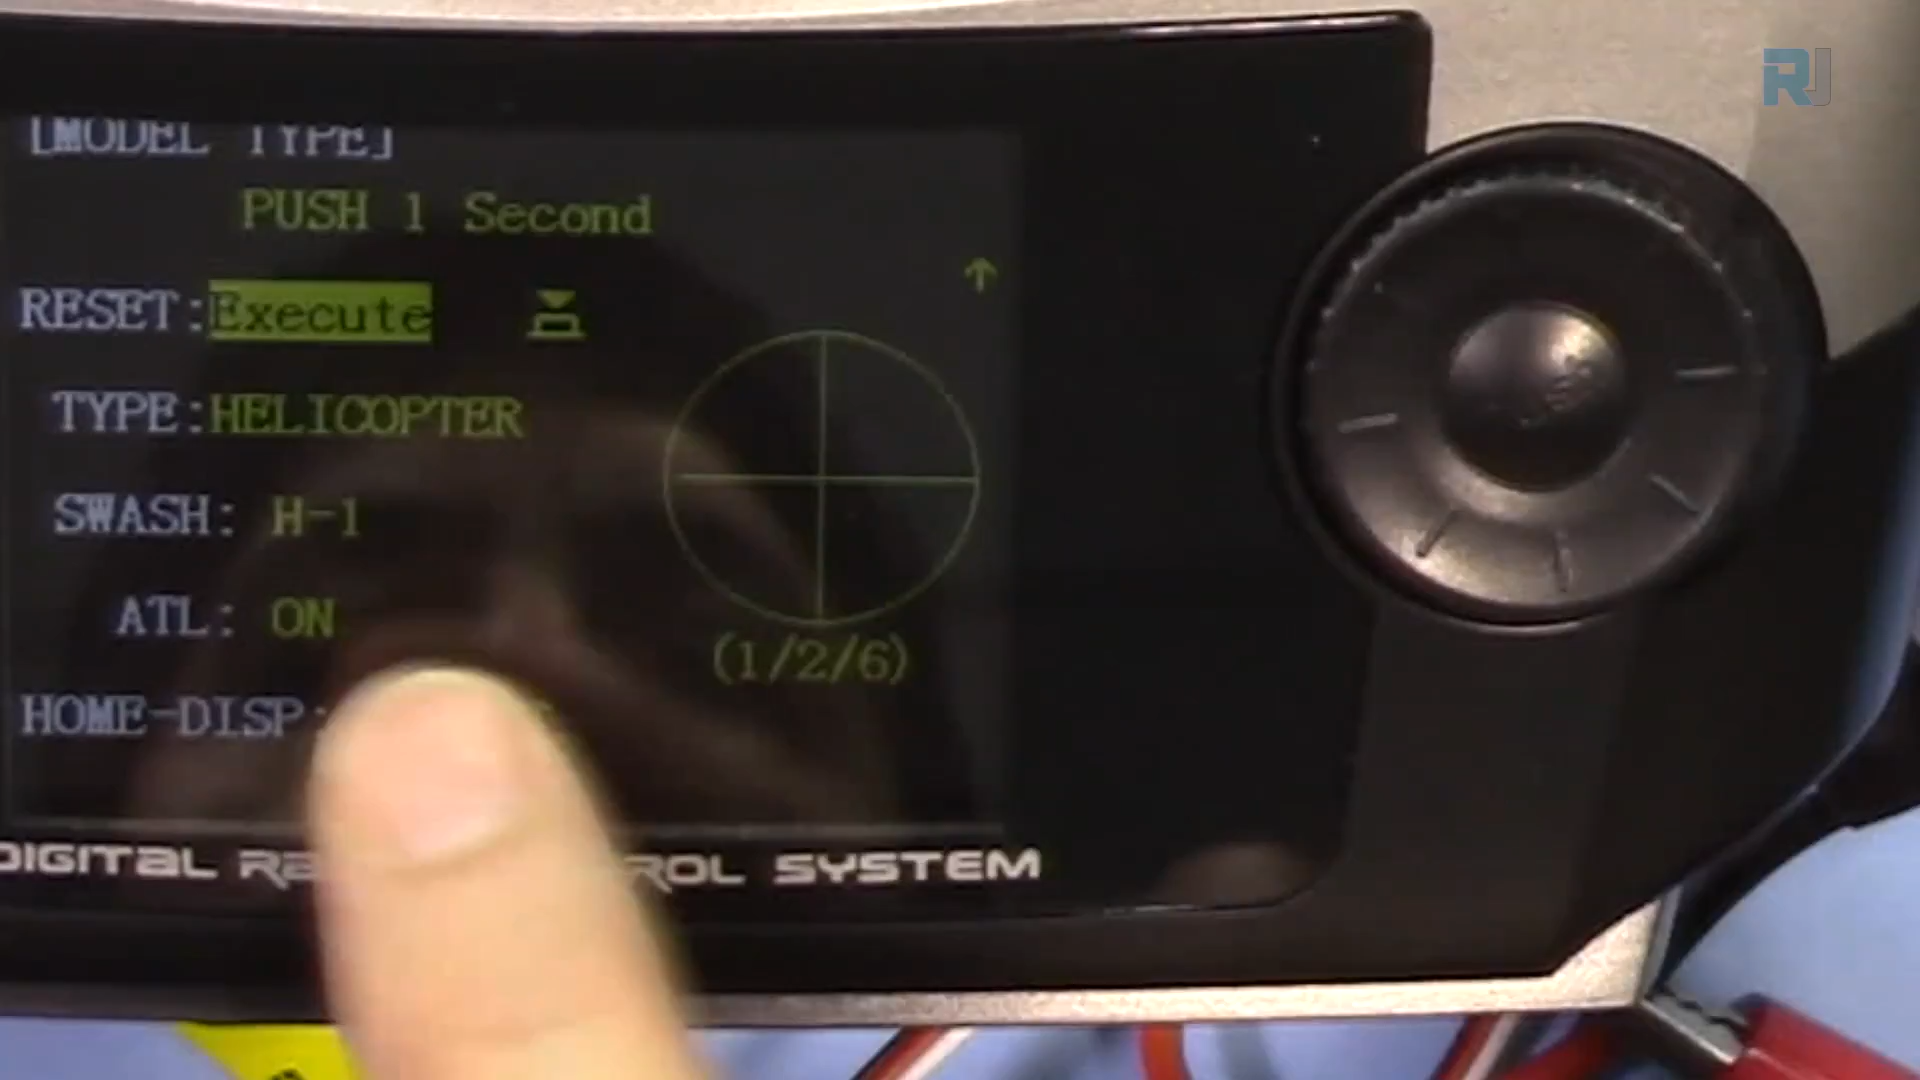 RJ
[MODEL TYPE]
PUSH 1 Second
↑
RESET:Execute
TYPE:HELICOPTER
SWASH: H-1
ATL: ON
(1/2/6)
HOME-DISP:
DIGITAL
SYSTEM